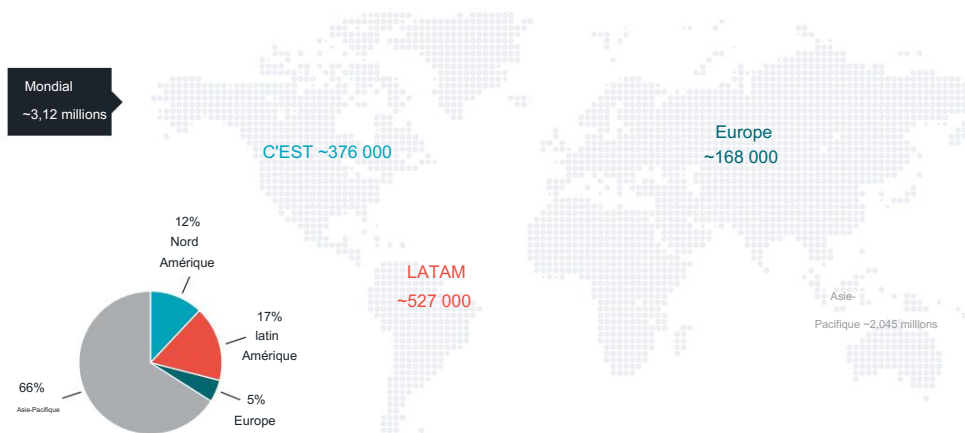 Mondial
~3,12 millions
C'EST ~376 000
Europe
~168 000
LATAM
~527 000
Asie-
Pacifique ~2,045 millions
12%
Nord
Amérique
17%
latin
Amérique
5%
Europe
66%
Asie-Pacifique